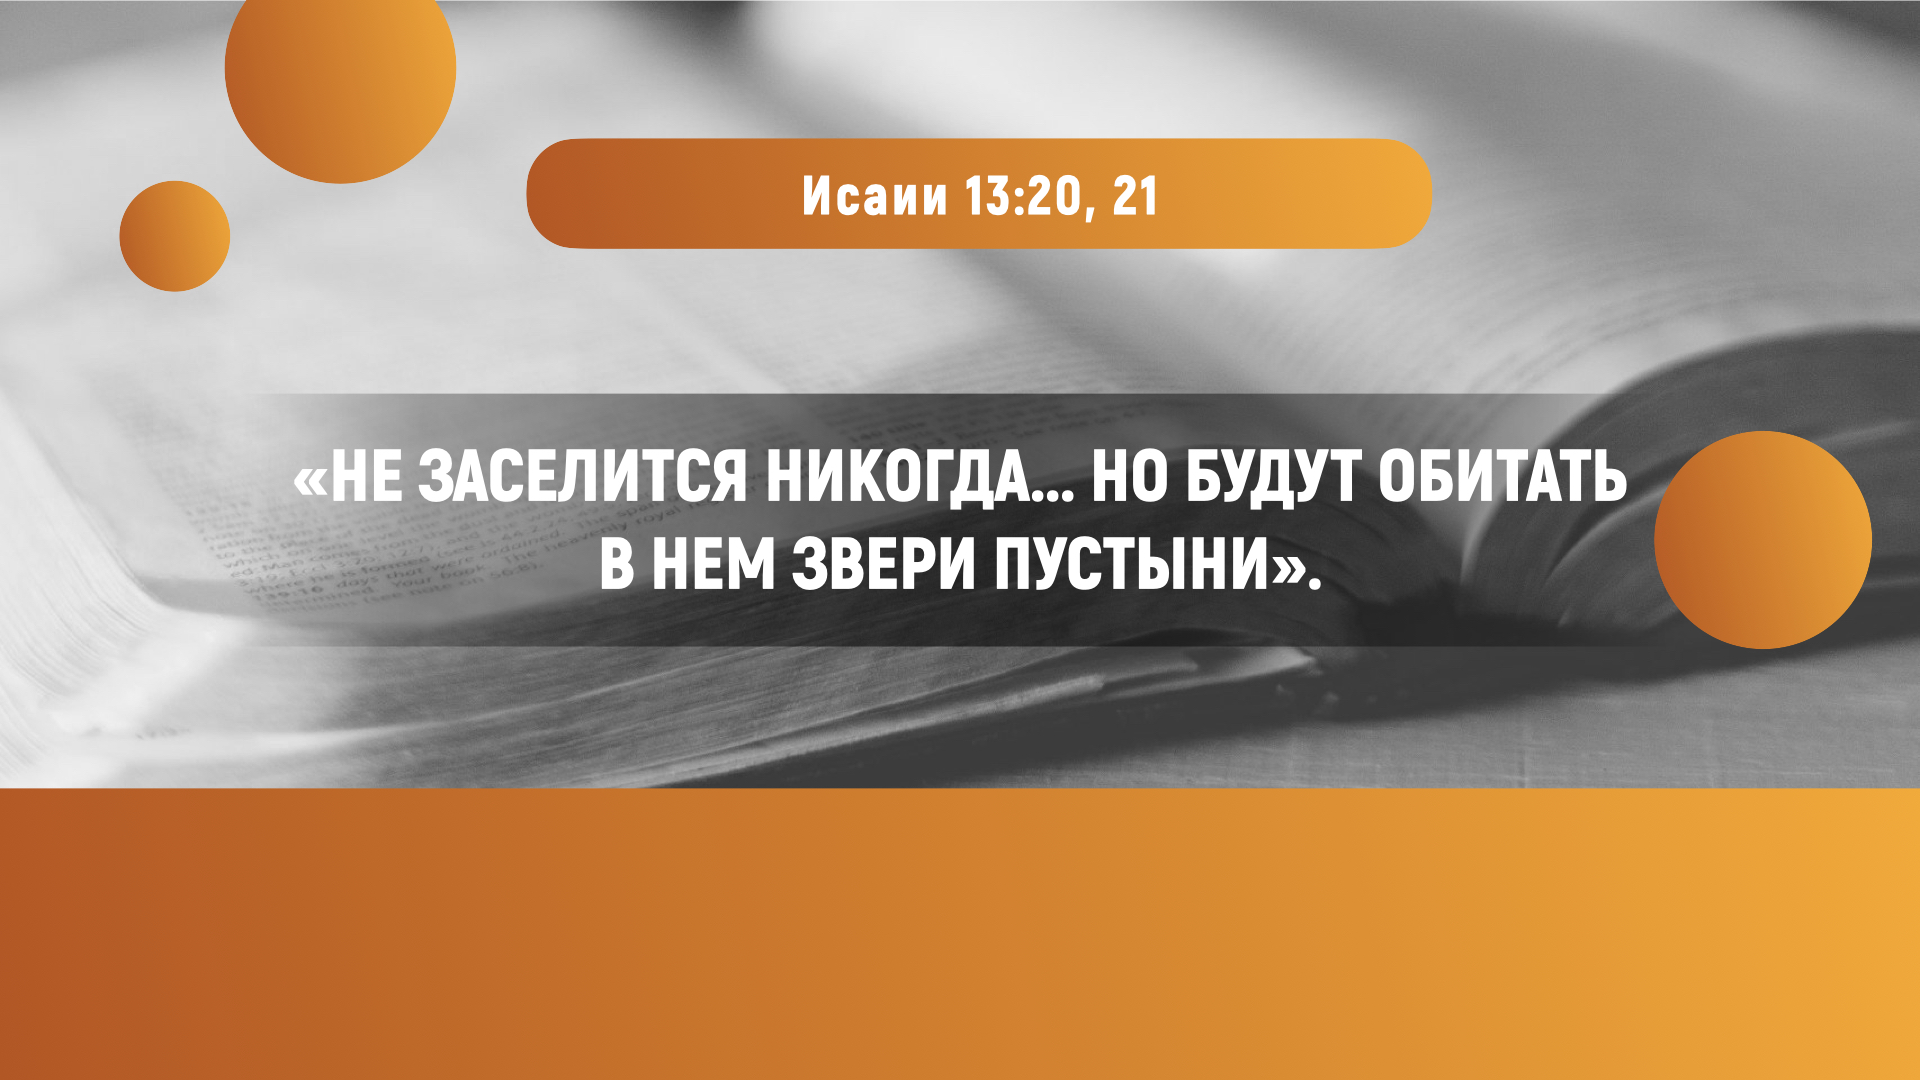 Исаии 13:20, 21
«НЕ ЗАСЕЛИТСЯ НИКОГДА... НО БУДУТ ОБИТАТЬ
В НЕМ ЗВЕРИ ПУСТЫНИ».